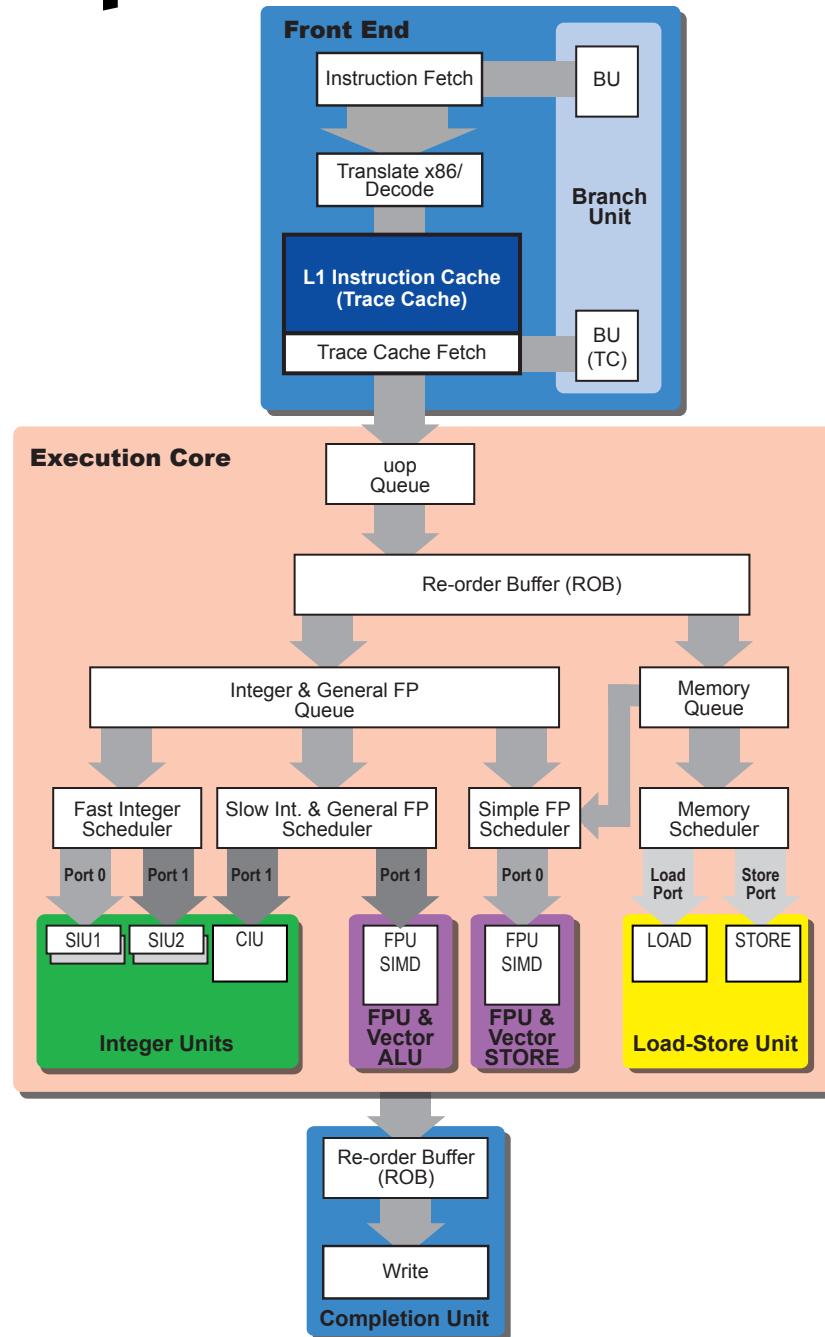 Front End
Instruction Fetch
BU
Translate x86/
Decode
Branch
Unit
L1 Instruction Cache
(Trace Cache)
Trace Cache Fetch
BU
(TC)
Execution Core
uop
Queue
Re-order Buffer (ROB)
Integer & General FP
Queue
Memory
Queue
Fast Integer
Scheduler
Slow Int. & General FP
Scheduler
Simple FP
Scheduler
Memory
Scheduler
Port 0
Port 1
Port 1
Port 1
Port 0
Load
Port
Store
Port
SIU1
SIU2
CIU
FPU
SIMD
FPU
SIMD
LOAD
STORE
Integer Units
FPU &
Vector
ALU
FPU &
Vector
STORE
Load-Store Unit
Re-order Buffer
(ROB)
Write
Completion Unit